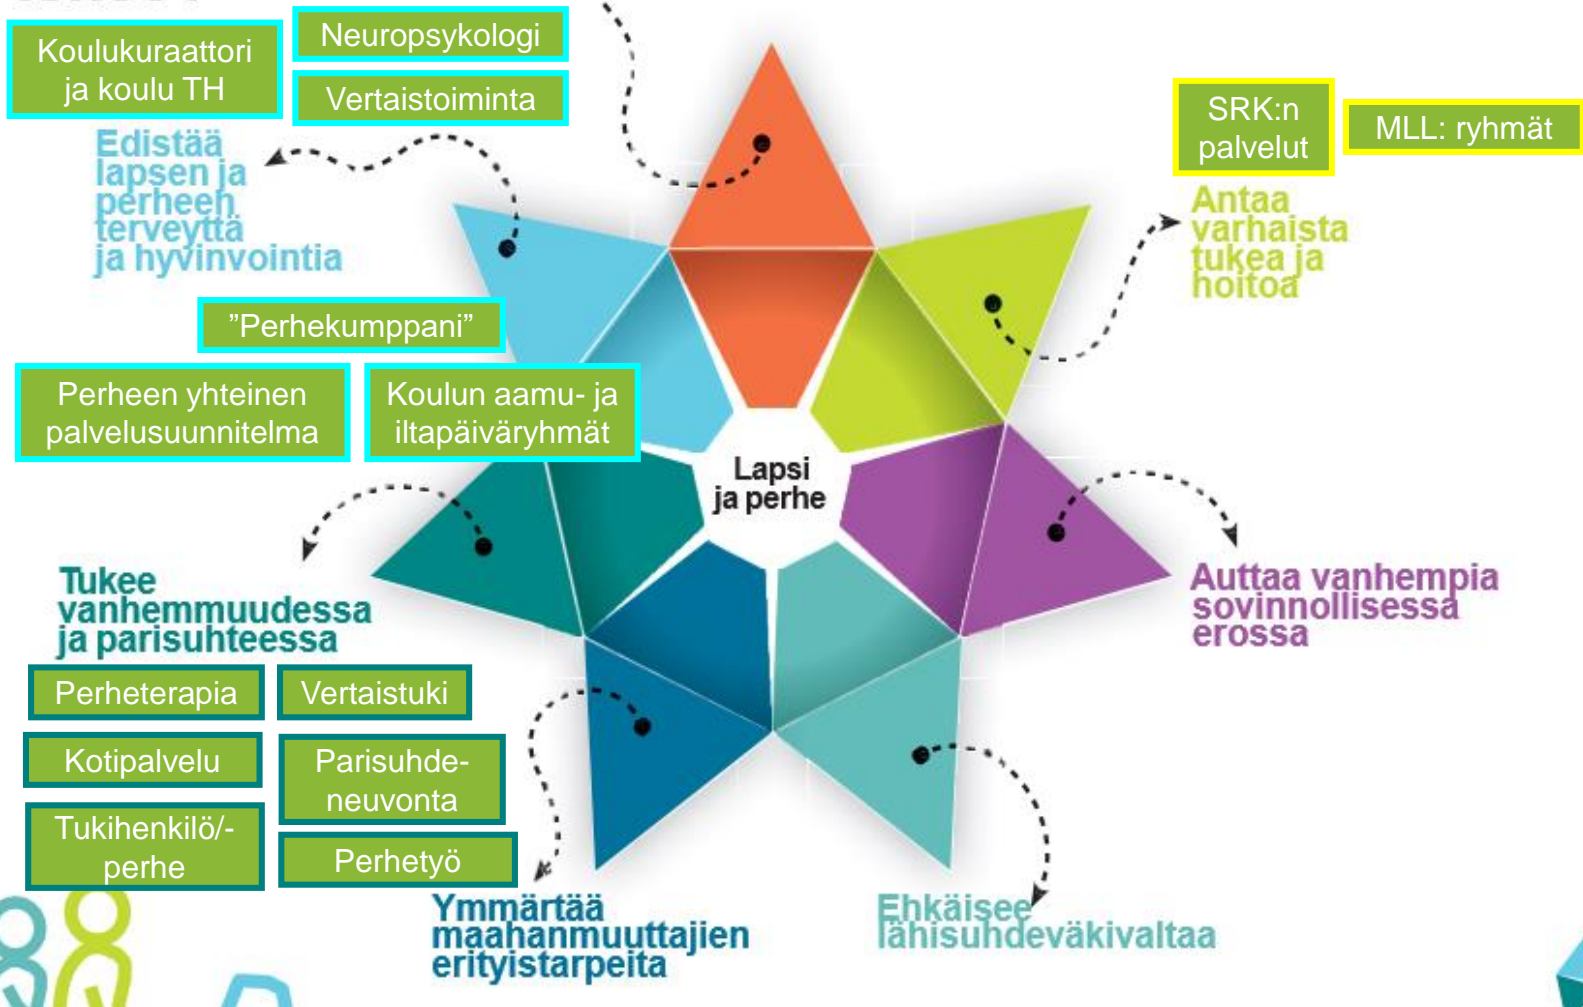 Koulukuraattori
ja koulu TH
Neuropsykologi
Vertaistoiminta
Edistää
lapsen ja
perheen
terveyttä
ja hyvinvointia
SRK:n
palvelut
MLL: ryhmät
Antaa
varhaista
tukea ja
hoitoa
”Perhekumppani”
Perheen yhteinen
palvelusuunnitelma
Koulun aamu- ja
iltapäiväryhmät
Lapsi
ja perhe
Tukee
vanhemmuudessa
ja parisuhteessa
Auttaa vanhempia
sovinnollisessa
erossa
Perheterapia
Vertaistuki
Kotipalvelu
Parisuhde-
neuvonta
Tukihenkilö/-
perhe
Perhetyö
Ymmärtää
maahanmuuttajien
erityistarpeita
Ehkäisee
lähisuhdeväkivaltaa